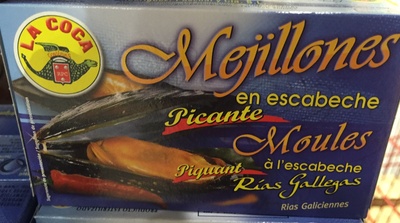 LA COCA
Mejillones
en escabeche
Picante
Moules
Piquant
à l'escabeche
Rías Gallegas
Rías Galiciennes